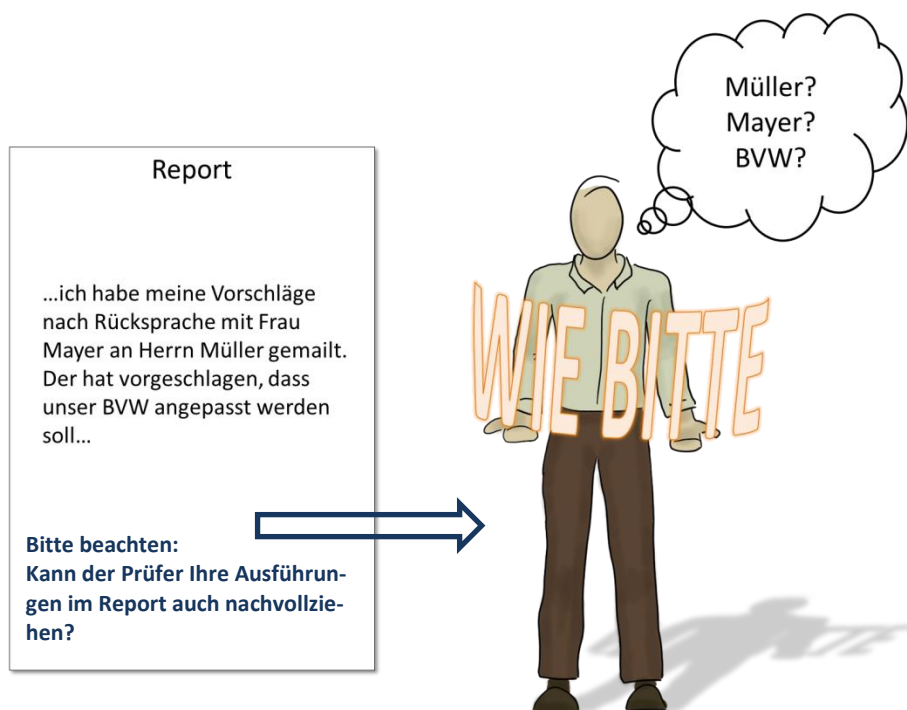 Report
...ich habe meine Vorschläge
nach Rücksprache mit Frau
Mayer an Herrn Müller gemailt.
Der hat vorgeschlagen, dass
unser BVW angepasst werden
soll...
Bitte beachten:
Kann der Prüfer Ihre Ausführun-
gen im Report auch nachvollzie-
hen?
Müller?
Mayer?
BVW?
WIE BITTE